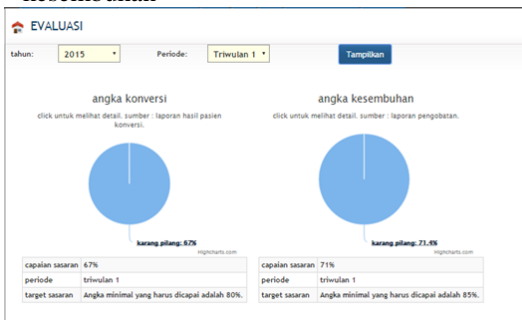 kesembuhan
EVALUASI
tahun: 2015 Periode: Triwulan 1 Tampilkan
angka konversi
click untuk melihat detail. sumber : laporan hasil pasien
konversi.
karang pilang: 67%
Highcharts.com
capaian sasaran 67%
periode triwulan 1
target sasaran Angka minimal yang harus dicapai adalah 80%.
angka kesembuhan
click untuk melihat detail. sumber : laporan pengobatan.
karang pilang: 71.4%
Highcharts.com
capaian sasaran 71%
periode triwulan 1
target sasaran Angka minimal yang harus dicapai adalah 85%.